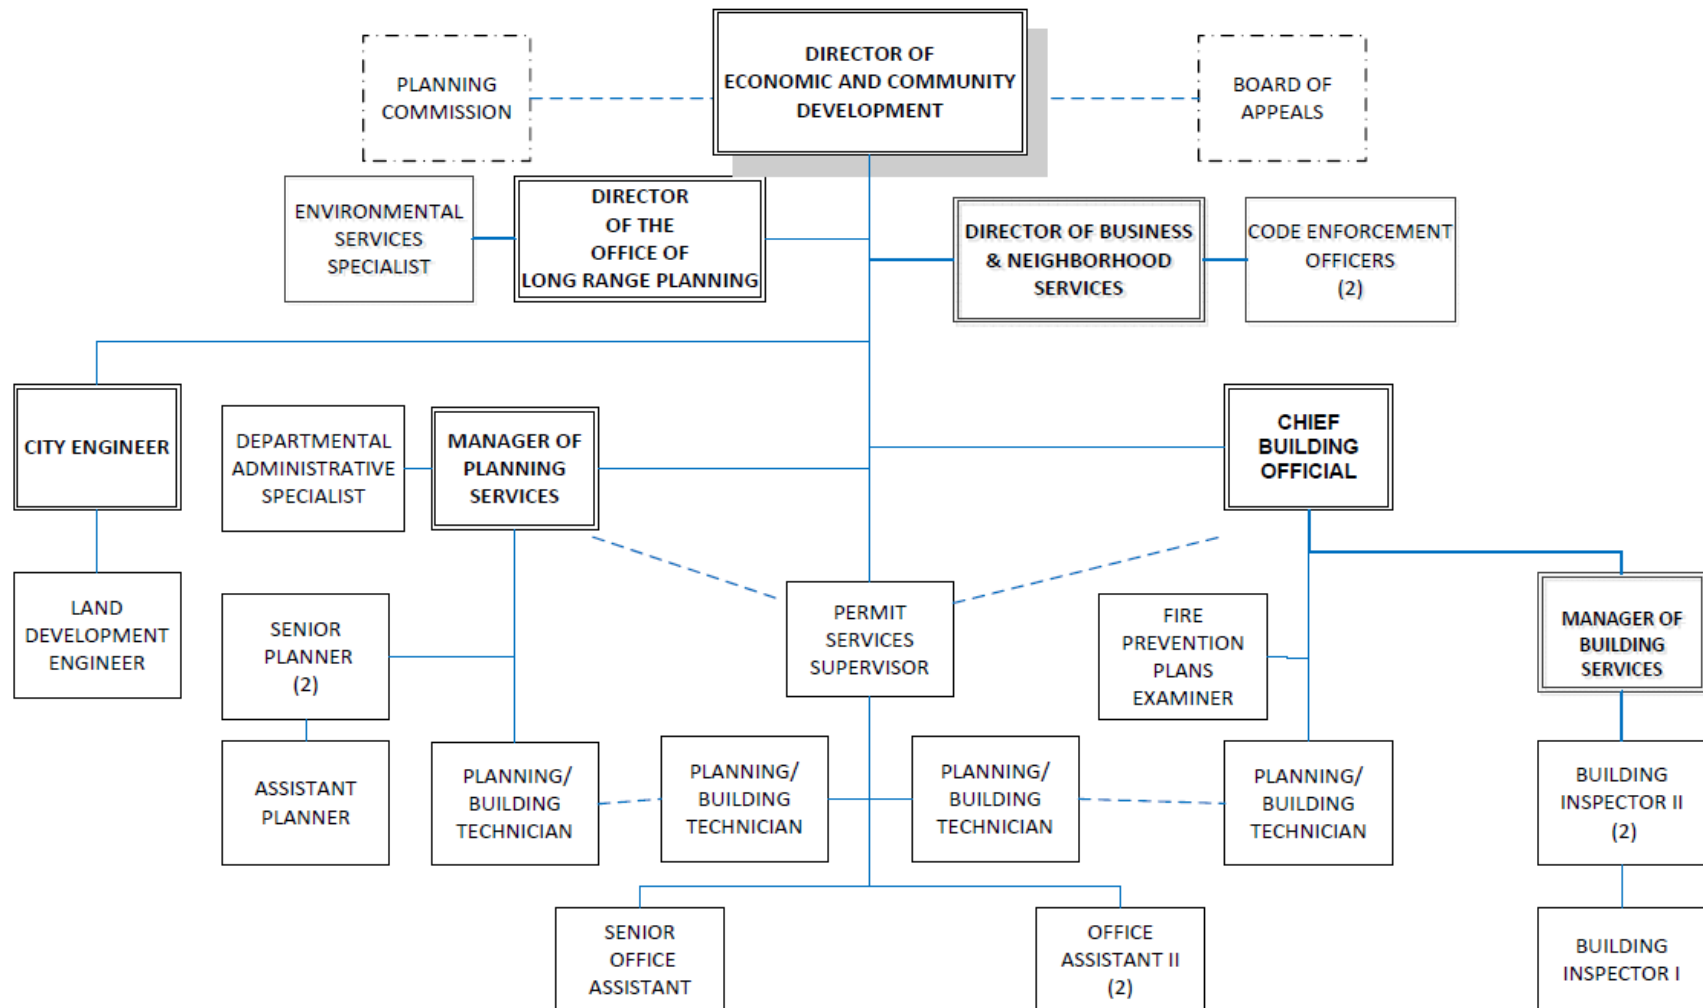 DIRECTOR OF
ECONOMIC AND COMMUNITY
DEVELOPMENT
PLANNING
COMMISSION
BOARD OF
APPEALS
ENVIRONMENTAL
SERVICES
SPECIALIST
DIRECTOR
OF THE
OFFICE OF
LONG RANGE PLANNING
DIRECTOR OF BUSINESS
& NEIGHBORHOOD
SERVICES
CODE ENFORCEMENT
OFFICERS
(2)
CITY ENGINEER
DEPARTMENTAL
ADMINISTRATIVE
SPECIALIST
MANAGER OF
PLANNING
SERVICES
CHIEF
BUILDING
OFFICIAL
LAND
DEVELOPMENT
ENGINEER
SENIOR
PLANNER
(2)
PERMIT
SERVICES
SUPERVISOR
FIRE
PREVENTION
PLANS
EXAMINER
MANAGER OF
BUILDING
SERVICES
ASSISTANT
PLANNER
PLANNING/
BUILDING
TECHNICIAN
PLANNING/
BUILDING
TECHNICIAN
PLANNING/
BUILDING
TECHNICIAN
PLANNING/
BUILDING
TECHNICIAN
BUILDING
INSPECTOR II
(2)
SENIOR
OFFICE
ASSISTANT
OFFICE
ASSISTANT II
(2)
BUILDING
INSPECTOR I